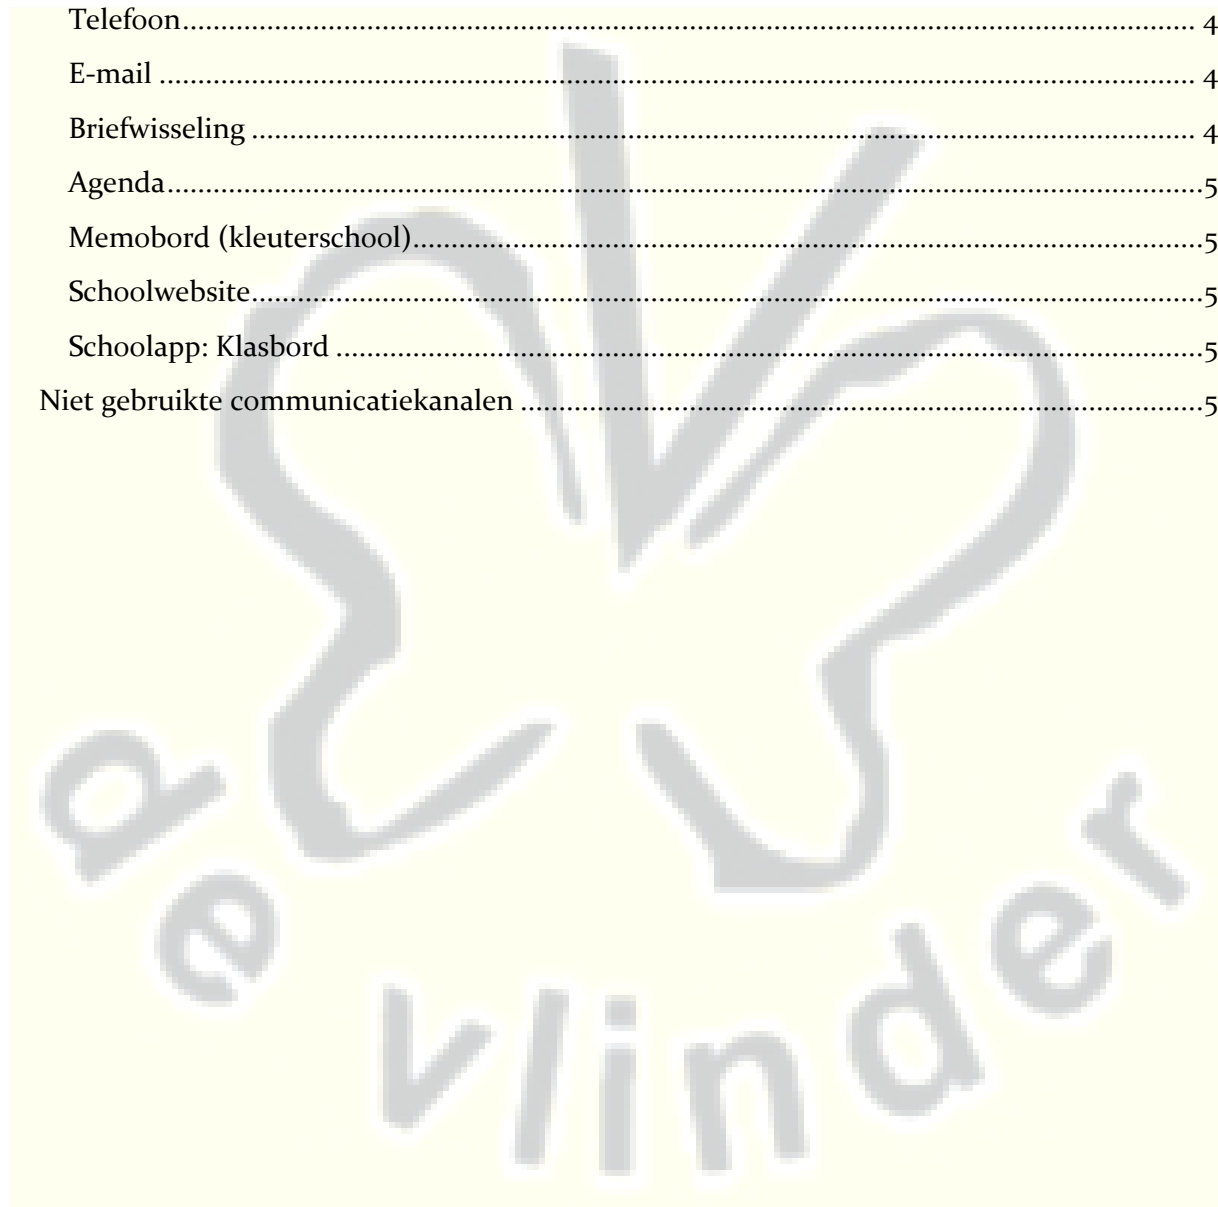 Telefoon.......................................................................................................................................... 4
E-mail ............................................................................................................................................. 4
Briefwisseling ................................................................................................................................ 4
Agenda............................................................................................................................................5
Memobord (kleuterschool)...........................................................................................................5
Schoolwebsite.................................................................................................................................5
Schoolapp: Klasbord ......................................................................................................................5
Niet gebruikte communicatiekanalen ............................................................................................5
de vlinder